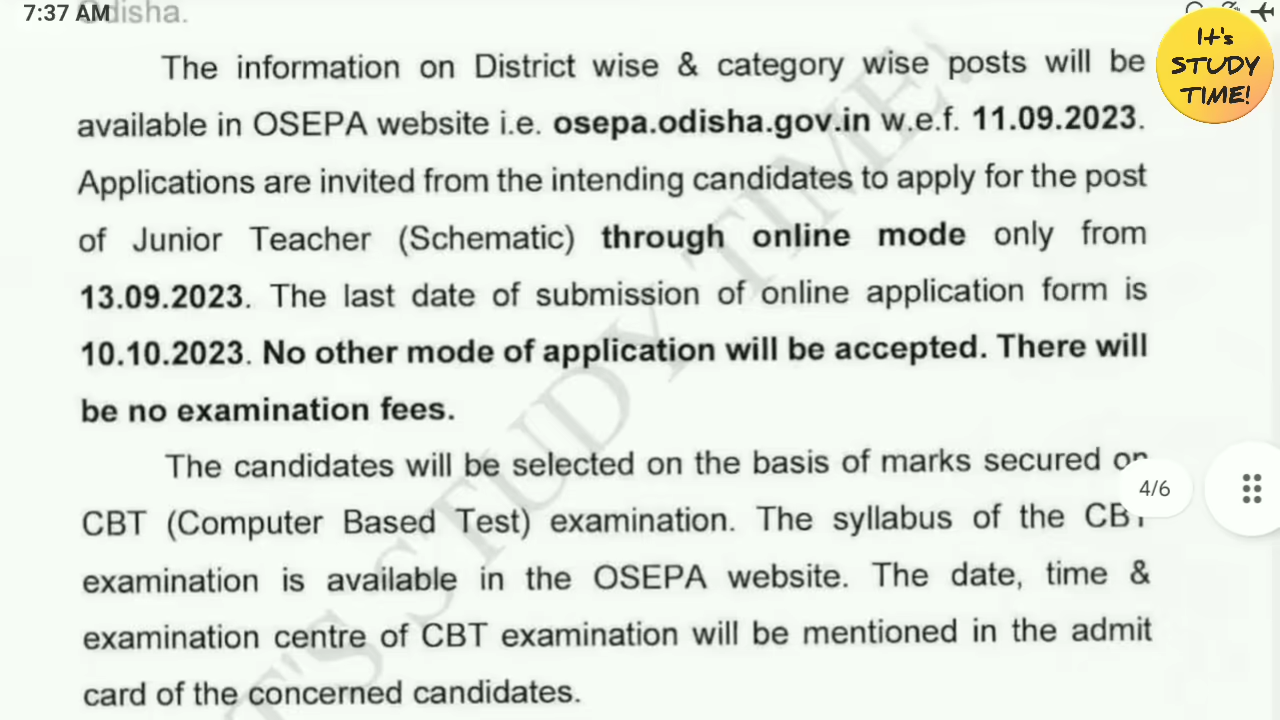 7:37 AM
Odisha.
It's
STUDY
TIME!
The information on District wise & category wise posts will be
available in OSEPA website i.e. osepa.odisha.gov.in w.e.f. 11.09.2023.
Applications are invited from the intending candidates to apply for the post
of Junior Teacher (Schematic) through online mode only from
13.09.2023. The last date of submission of online application form is
10.10.2023. No other mode of application will be accepted. There will
be no examination fees.
The candidates will be selected on the basis of marks secured on
4/6
CBT (Computer Based Test) examination. The syllabus of the CBT
examination is available in the OSEPA website. The date, time &
examination centre of CBT examination will be mentioned in the admit
card of the concerned candidates.
IT'S STUDY TIME!